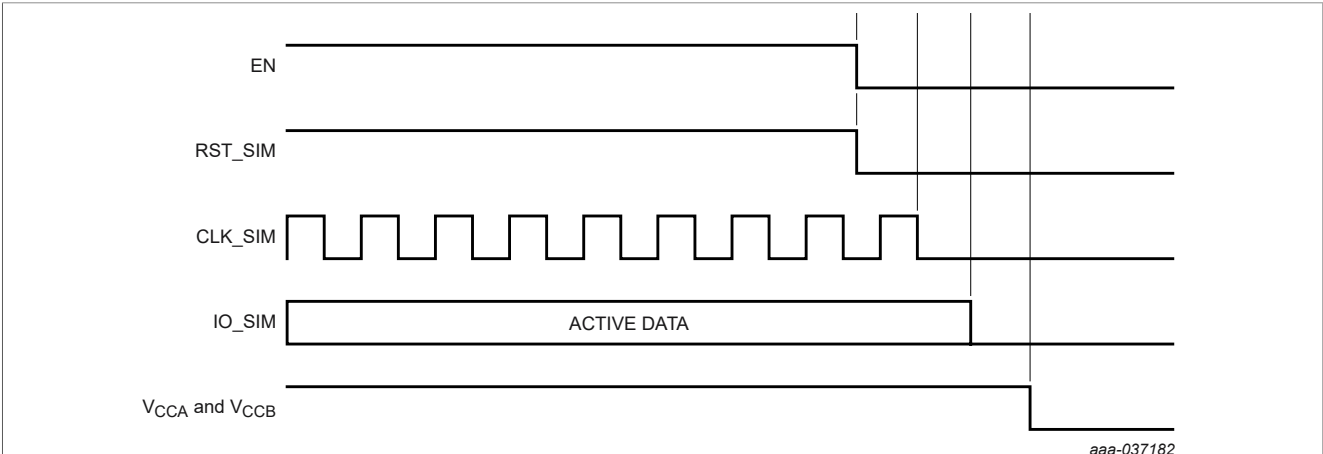 EN
RST_SIM
CLK_SIM
IO_SIM
ACTIVE DATA
VCCA and VCCB
aaa-037182